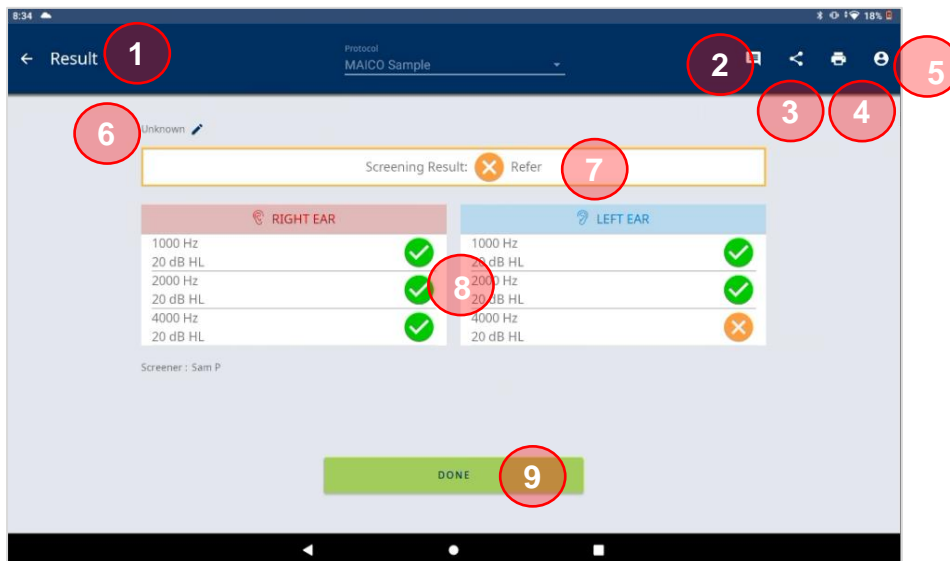 8:34
18%
Result
1
Protocol
MAICO Sample
2
3
4
5
6
Unknown
Screening Result: Refer
7
RIGHT EAR
1000 Hz
20 dB HL
2000 Hz
20 dB HL
4000 Hz
20 dB HL
8
LEFT EAR
1000 Hz
20 dB HL
2000 Hz
20 dB HL
4000 Hz
20 dB HL
Screener : Sam P
DONE
9